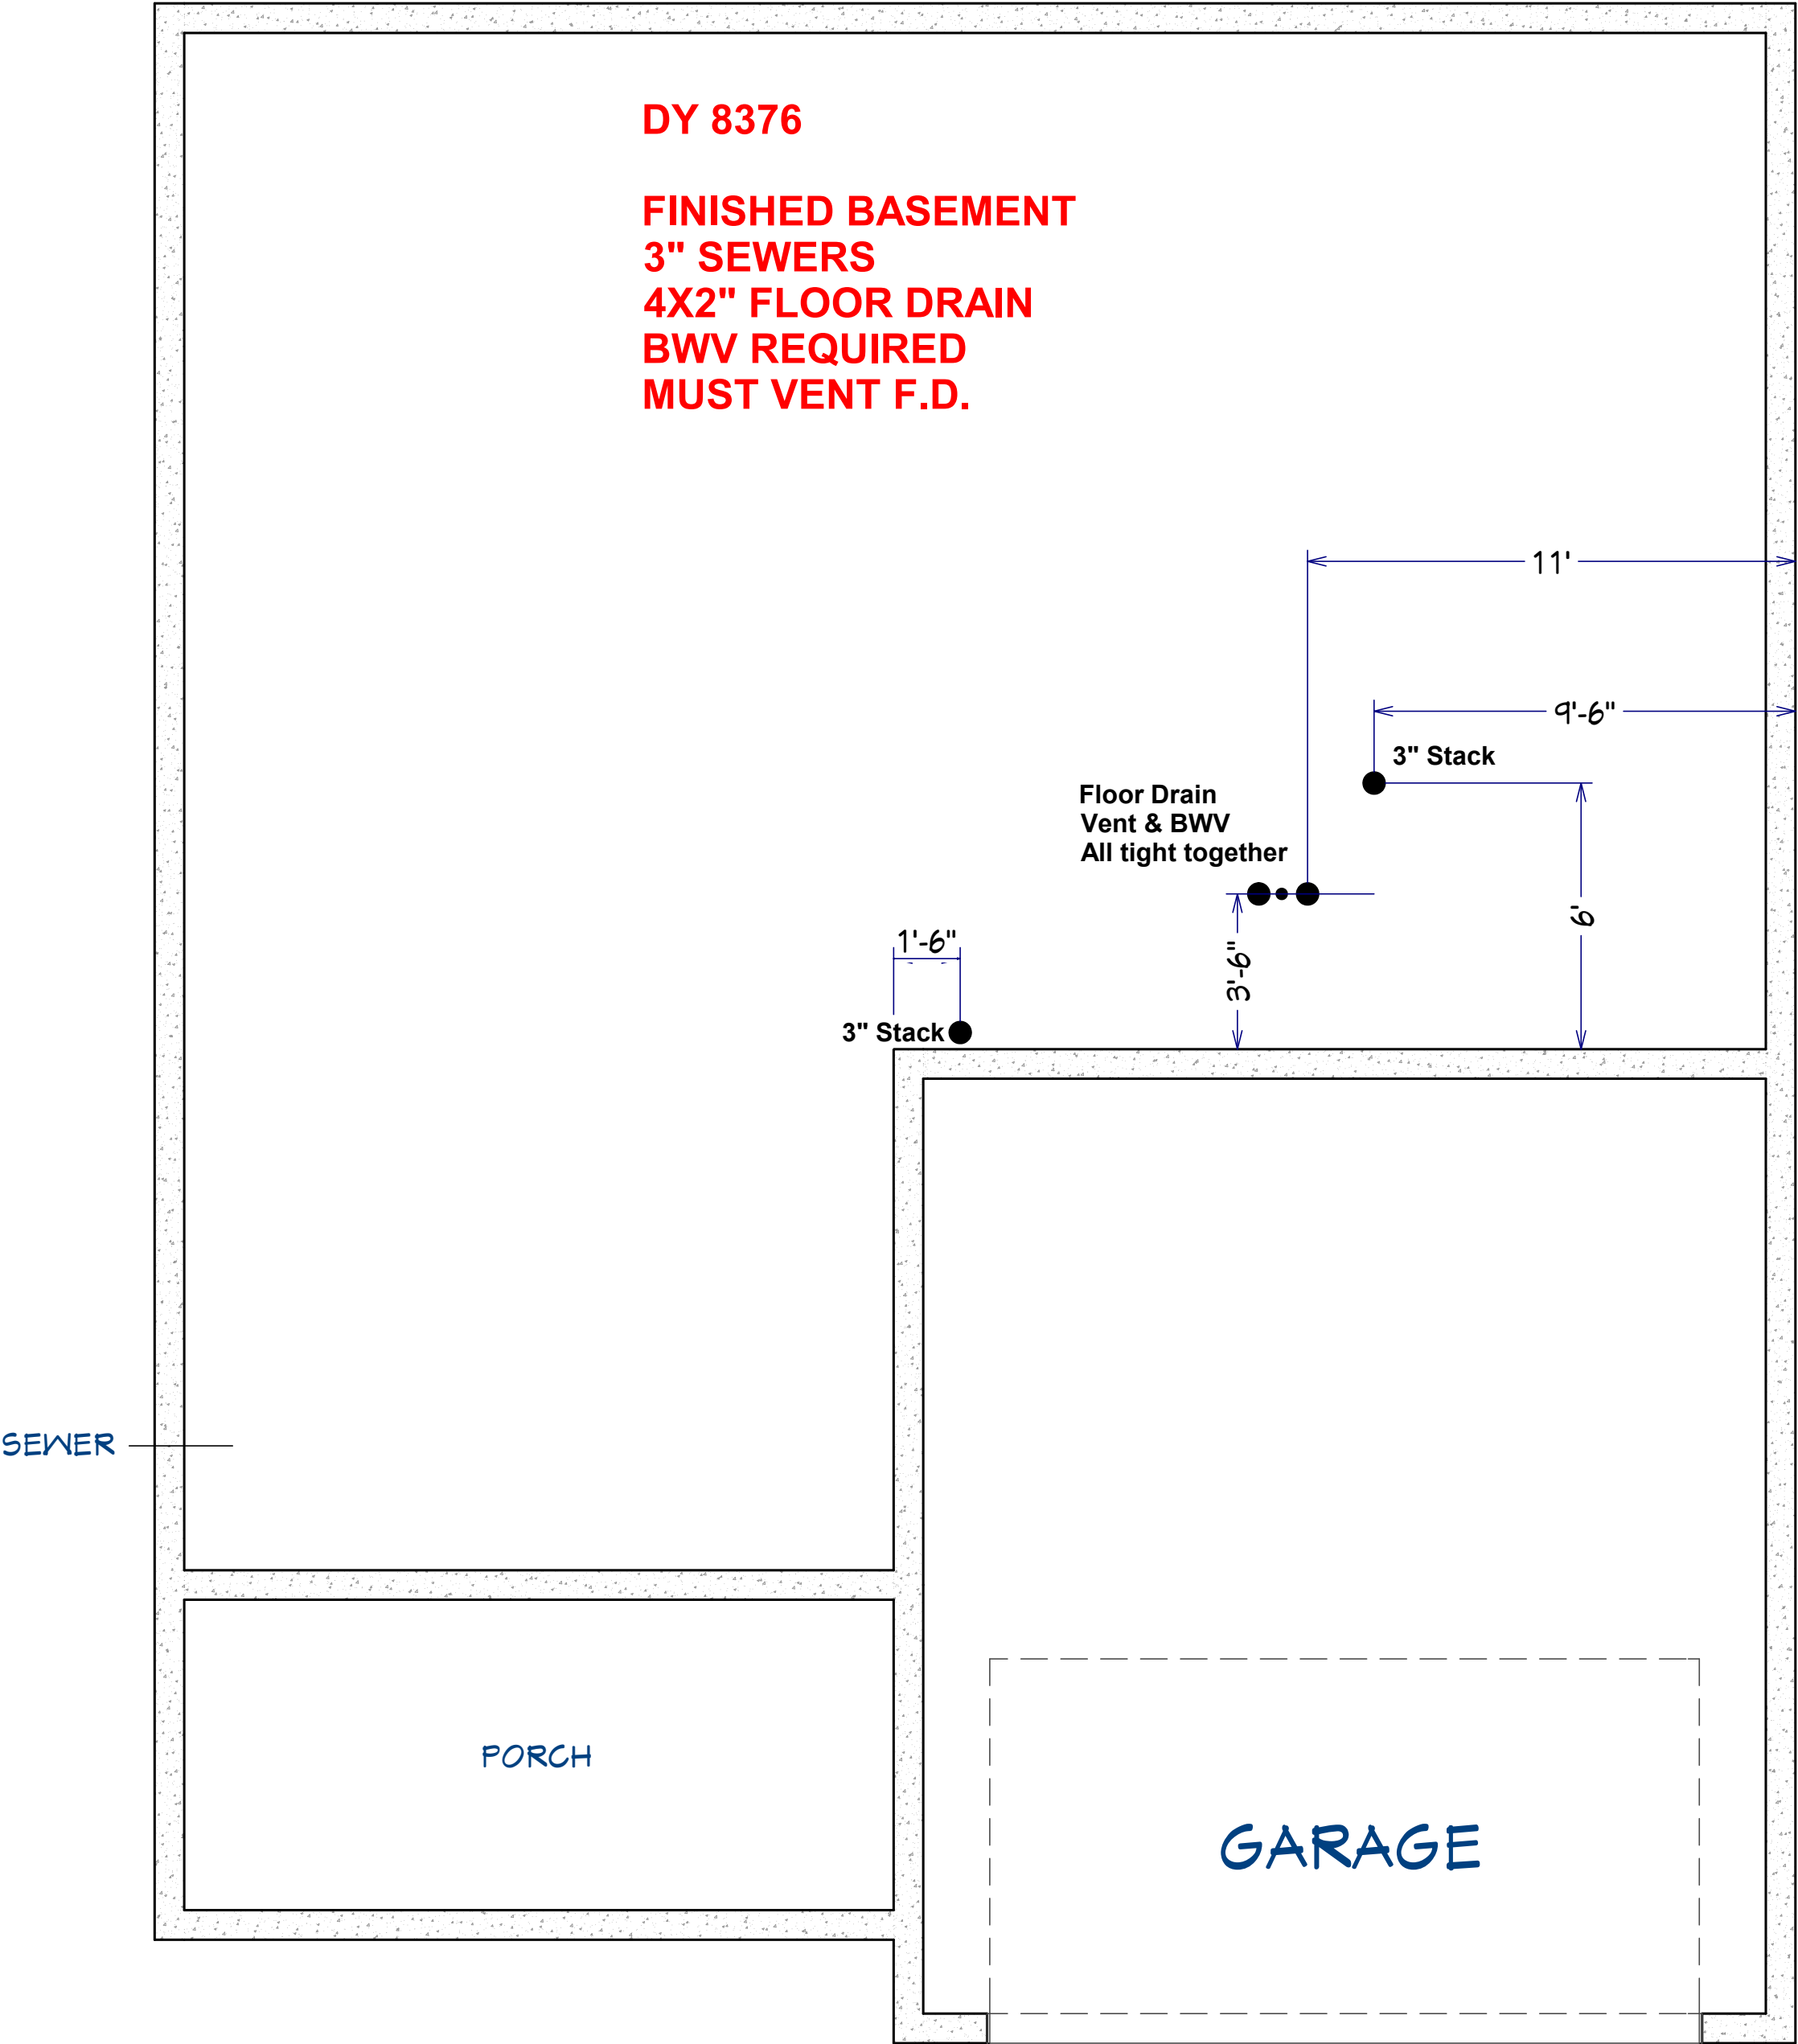 DY 8376
FINISHED BASEMENT
3" SEWERS
4X2" FLOOR DRAIN
BWV REQUIRED
MUST VENT F.D.
11'
9'-6"
3" Stack
Floor Drain
Vent & BWV
All tight together
6'
3'-6"
1'-6"
3" Stack
SEWER
PORCH
GARAGE